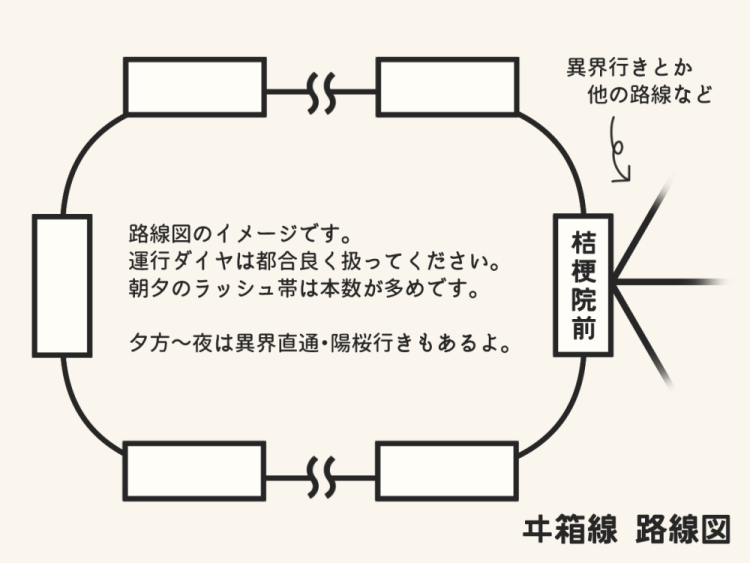 異界行きとか
他の路線など
路線図のイメージです。
運行ダイヤは都合良く扱ってください。
朝夕のラッシュ帯は本数が多めです。
夕方～夜は異界直通・陽桜行きもあるよ。
桔梗院前
ヰ箱線 路線図